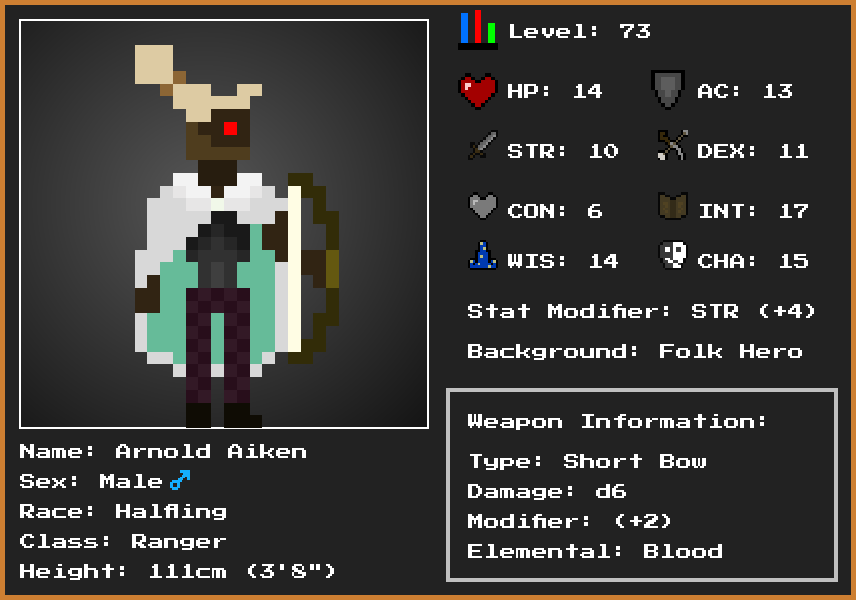 Level: 73
HP: 14 AC: 13
STR: 10 DEX: 11
CON: 6 INT: 17
WIS: 14 CHA: 15
Stat Modifier: STR (+4)
Background: Folk Hero
Weapon Information:
Type: Short Bow
Damage: d6
Modifier: (+2)
Elemental: Blood
Name: Arnold Aiken
Sex: Male ♂
Race: Halfling
Class: Ranger
Height: 111cm (3'8")